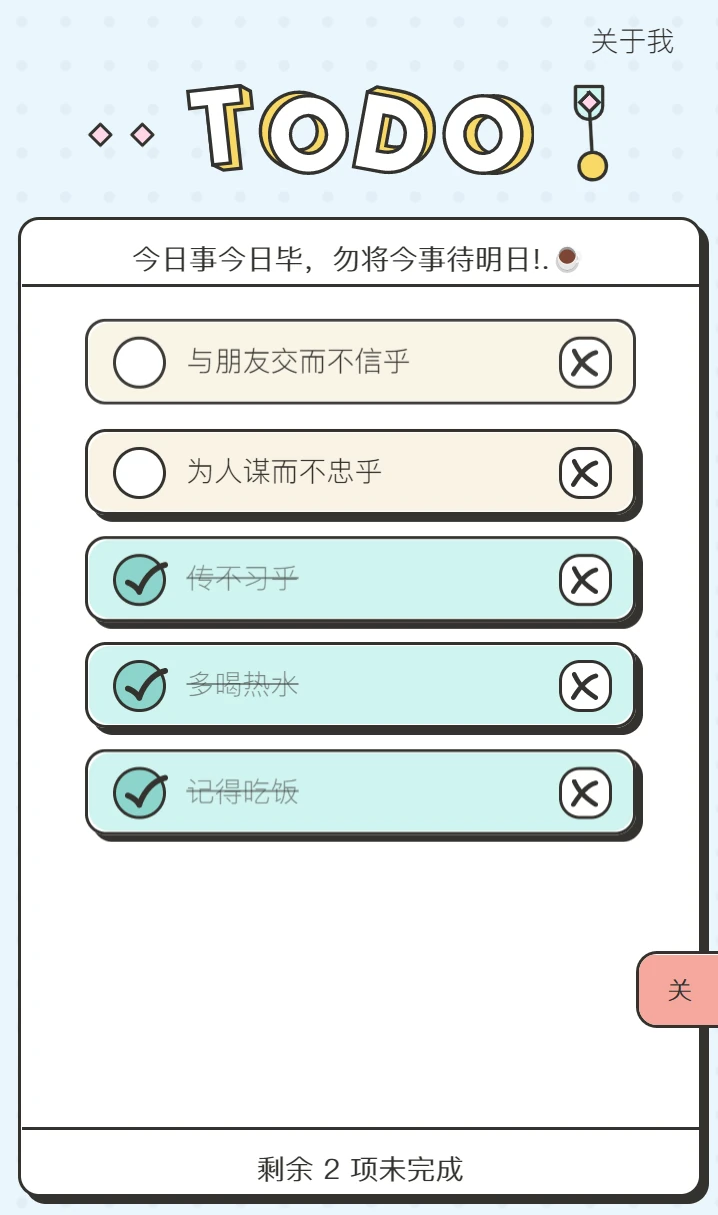 关于我
TODO
今日事今日毕，勿将今事待明日!.☕
与朋友交而不信乎
为人谋而不忠乎
传不习乎
多喝热水
记得吃饭
关
剩余 2 项未完成